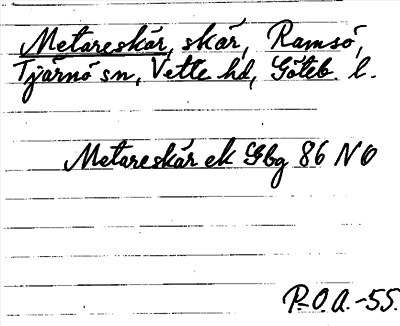 Metareskär, skär, Ramsö,
Tjärnö sn, Vette hd, Göteb. l.
Metareskär ek Gbg 86 NO
P.O.A.-55.